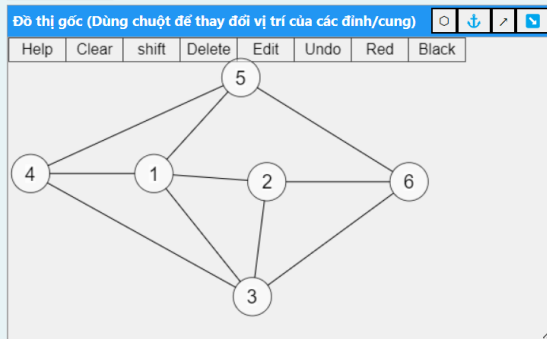 Đồ thị gốc (Dùng chuột để thay đổi vị trí của các đỉnh/cung)
Help Clear shift Delete Edit Undo Red Black
5
4 1 2 6
3